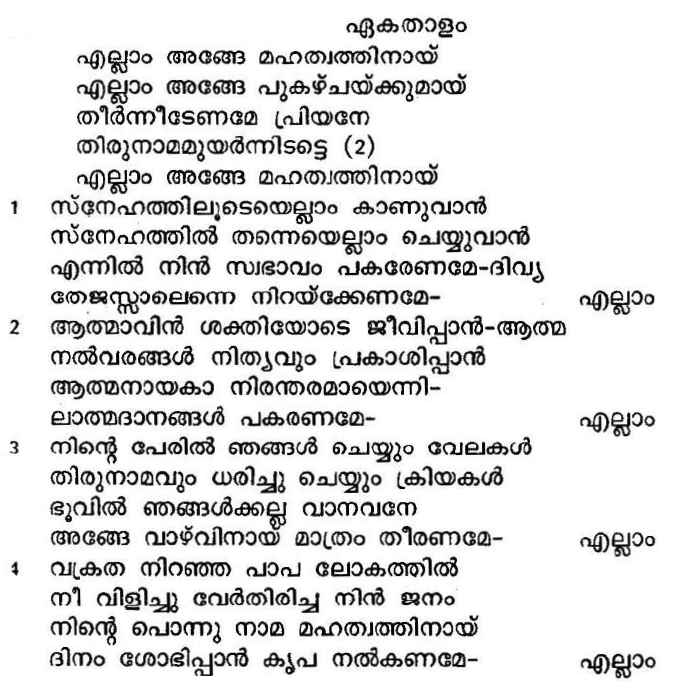 ഏകതാളം
എല്ലാം അങ്ങേ മഹത്വത്തിനായ്
എല്ലാം അങ്ങേ പുകഴ്ചയ്ക്കുമായ്
തീർന്നീടേണമേ പ്രിയനേ
തിരുനാമമുയർന്നിടട്ടെ (2)
എല്ലാം അങ്ങേ മഹത്വത്തിനായ്
1 സ്നേഹത്തിലൂടെയെല്ലാം കാണുവാൻ
സ്നേഹത്തിൽ തന്നെയെല്ലാം ചെയ്യുവാൻ
എന്നിൽ നിൻ സ്വഭാവം പകരേണമേ-ദിവ്യ
തേജസ്സാലെന്നെ നിറയ്ക്കേണമേ- എല്ലാം
2 ആത്മാവിൻ ശക്തിയോടെ ജീവിപ്പാൻ-ആത്മ
നൽവരങ്ങൾ നിത്യവും പ്രകാശിപ്പാൻ
ആത്മനായകാ നിരന്തരമായെന്നി-
ലാത്മദാനങ്ങൾ പകരണമേ- എല്ലാം
3 നിന്റെ പേരിൽ ഞങ്ങൾ ചെയ്യും വേലകൾ
തിരുനാമവും ധരിച്ചു ചെയ്യും ക്രിയകൾ
ഭൂവിൽ ഞങ്ങൾക്കല്ല വാനവനേ
അങ്ങേ വാഴ്‌വിനായ് മാത്രം തീരണമേ- എല്ലാം
4 വക്രത നിറഞ്ഞ പാപ ലോകത്തിൽ
നീ വിളിച്ചു വേർതിരിച്ച നിൻ ജനം
നിന്റെ പൊന്നു നാമ മഹത്വത്തിനായ്
ദിനം ശോഭിപ്പാൻ കൃപ നൽകണമേ- എല്ലാം